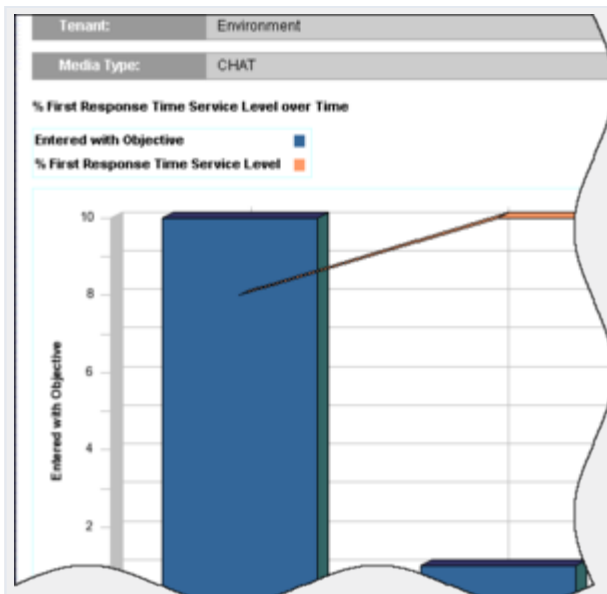 Tenant: Environment
Media Type: CHAT
% First Response Time Service Level over Time
Entered with Objective
% First Response Time Service Level
10
8
6
4
2
Entered with Objective